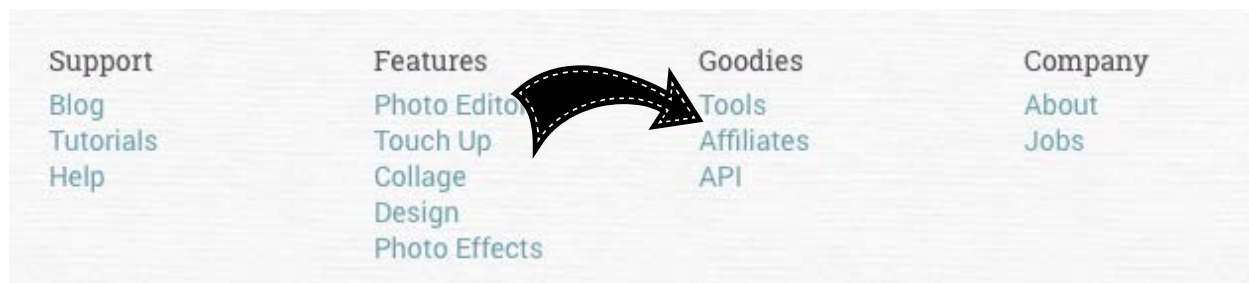 Support
Blog
Tutorials
Help
Features
Photo Editor
Touch Up
Collage
Design
Photo Effects
Goodies
Tools
Affiliates
API
Company
About
Jobs